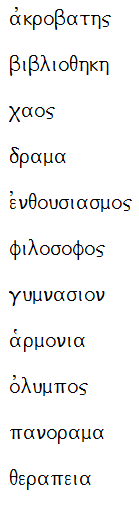 ἀκροβατης
βιβλιοθηκη
χαος
δραμα
ἐνθουσιασμος
φιλοσοφος
γυμνασιον
ἁρμονια
ὀλυμπος
πανοραμα
θεραπεια